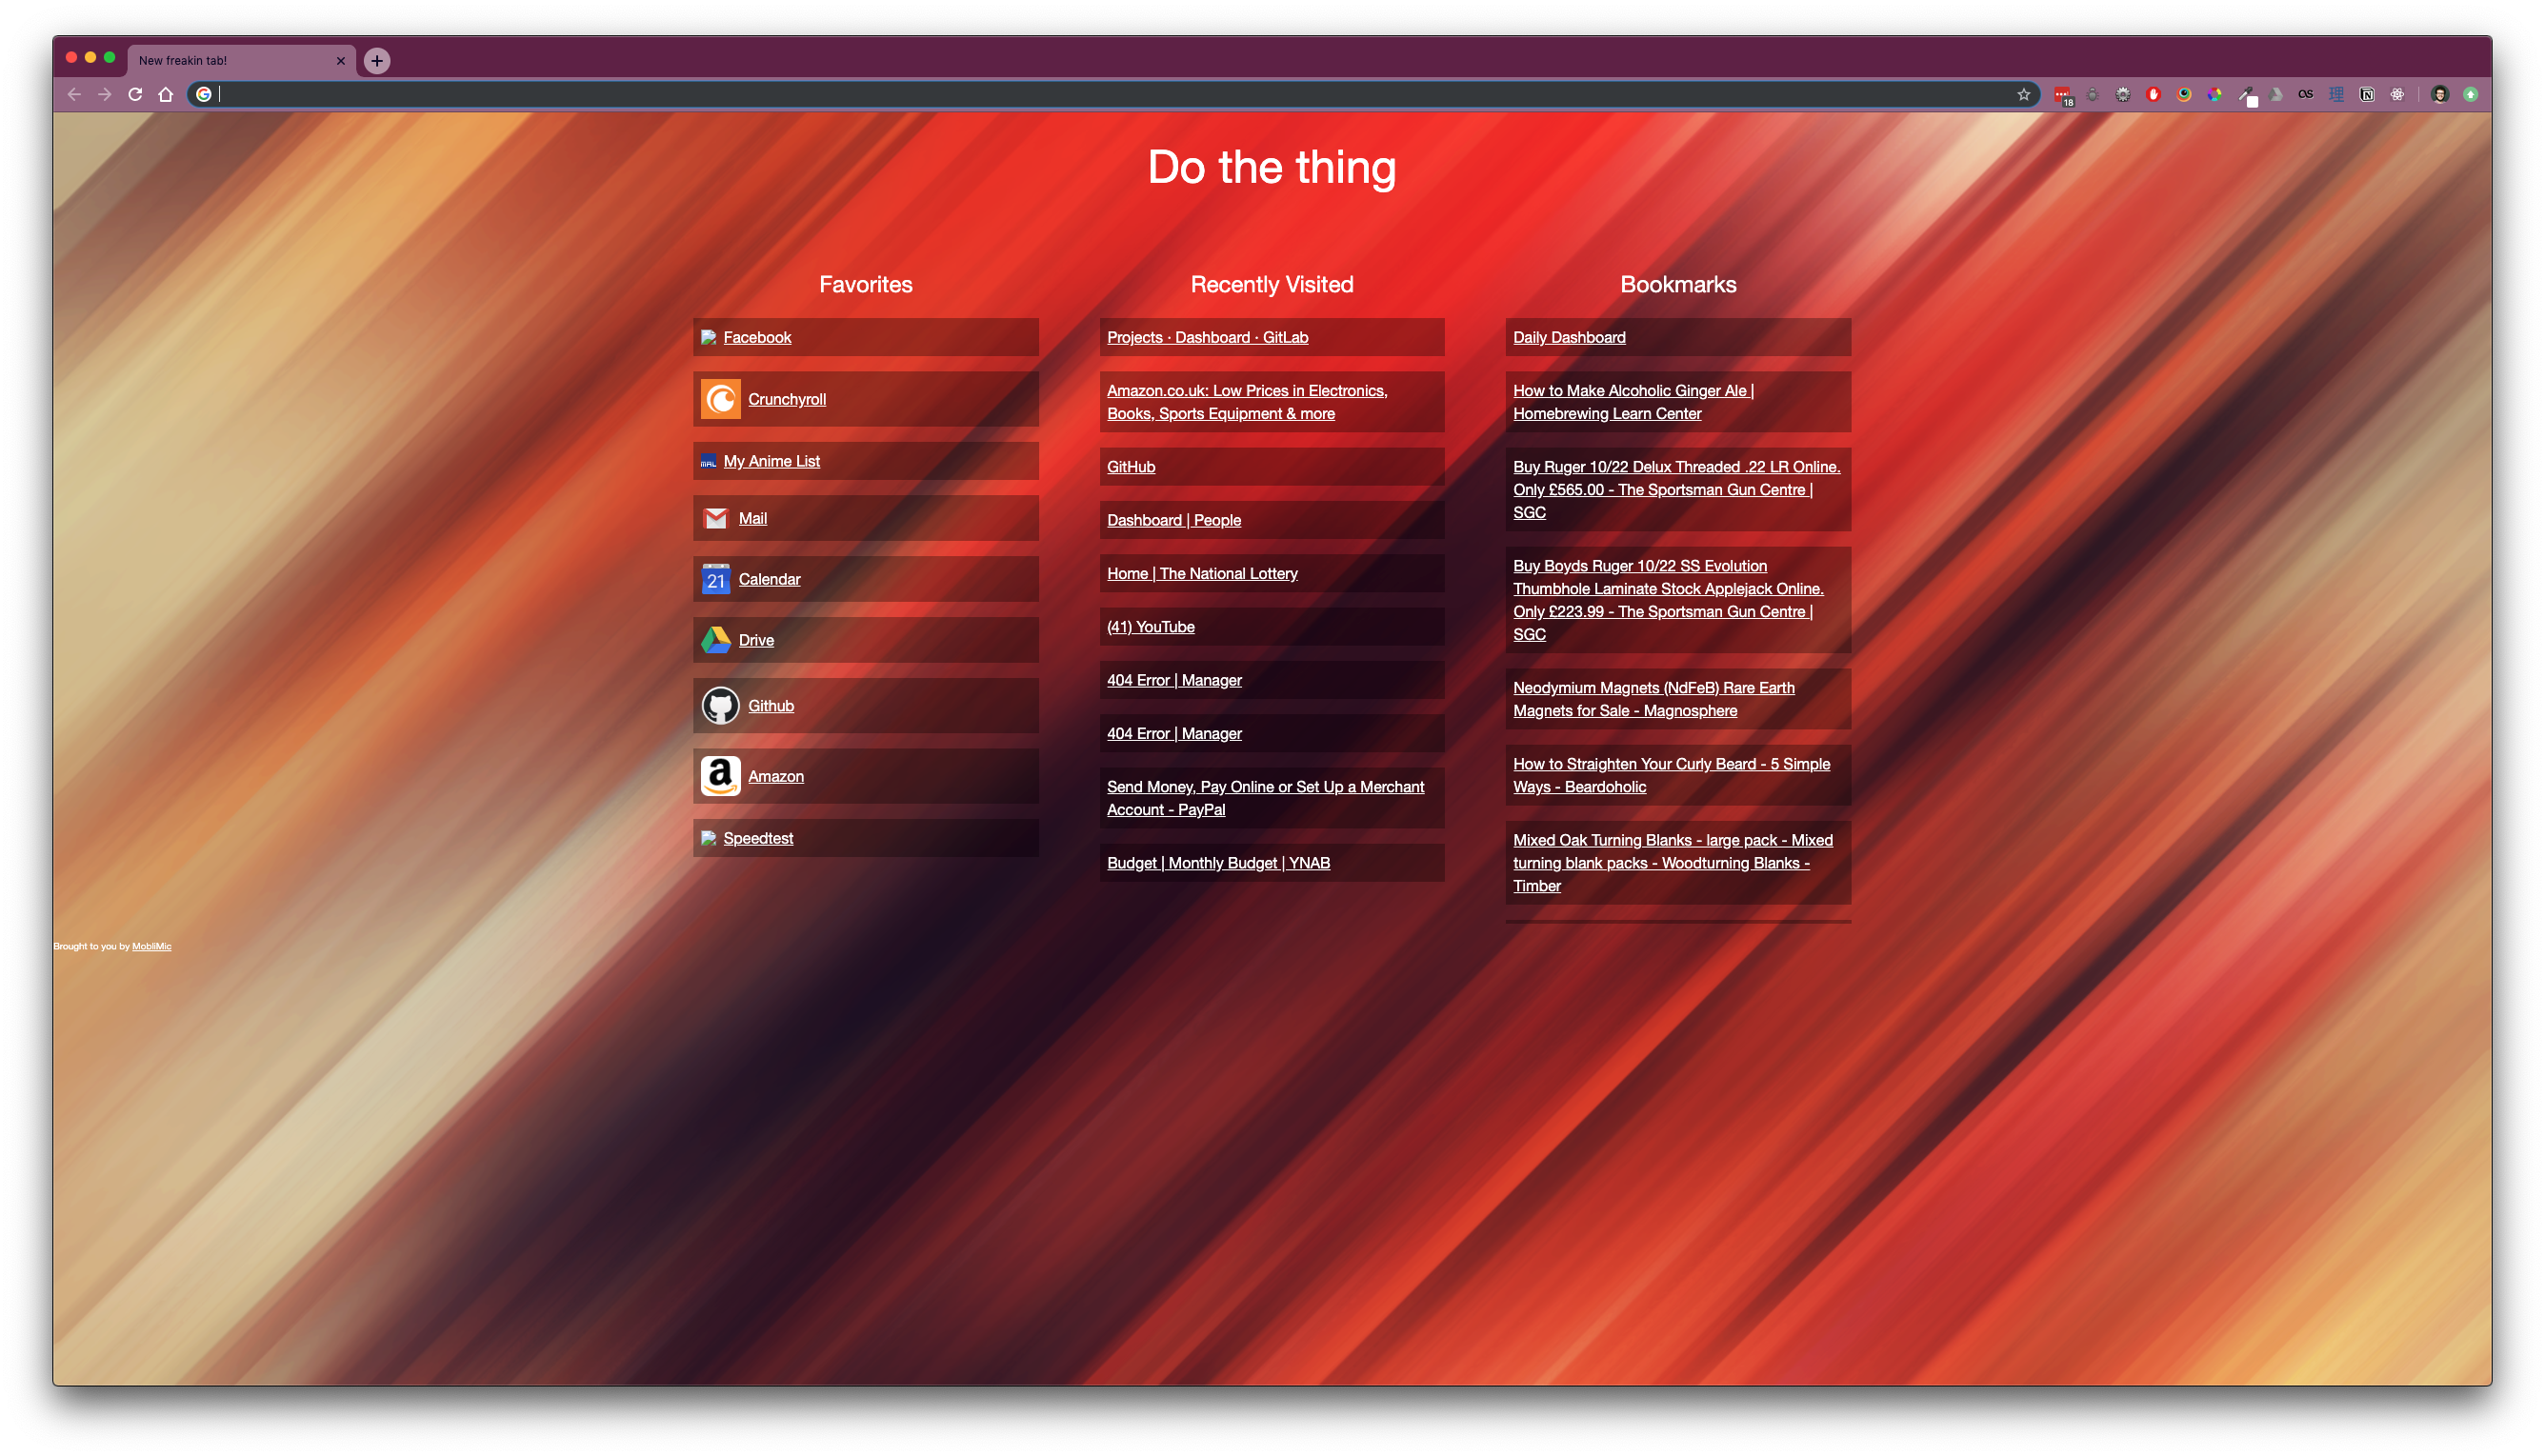 New freakin tab!
18
Do the thing
Favorites
Facebook
Crunchyroll
MAL My Anime List
Mail
21 Calendar
Drive
Github
a Amazon
Speedtest
Recently Visited
Projects · Dashboard · GitLab
Amazon.co.uk: Low Prices in Electronics,
Books, Sports Equipment & more
GitHub
Dashboard | People
Home | The National Lottery
(41) YouTube
404 Error | Manager
404 Error | Manager
Send Money, Pay Online or Set Up a Merchant
Account - PayPal
Budget | Monthly Budget | YNAB
Bookmarks
Daily Dashboard
How to Make Alcoholic Ginger Ale |
Homebrewing Learn Center
Buy Ruger 10/22 Delux Threaded .22 LR Online.
Only £565.00 - The Sportsman Gun Centre |
SGC
Buy Boyds Ruger 10/22 SS Evolution
Thumbhole Laminate Stock Applejack Online.
Only £223.99 - The Sportsman Gun Centre |
SGC
Neodymium Magnets (NdFeB) Rare Earth
Magnets for Sale - Magnosphere
How to Straighten Your Curly Beard - 5 Simple
Ways - Beardoholic
Mixed Oak Turning Blanks - large pack - Mixed
turning blank packs - Woodturning Blanks -
Timber
Brought to you by MobliMic